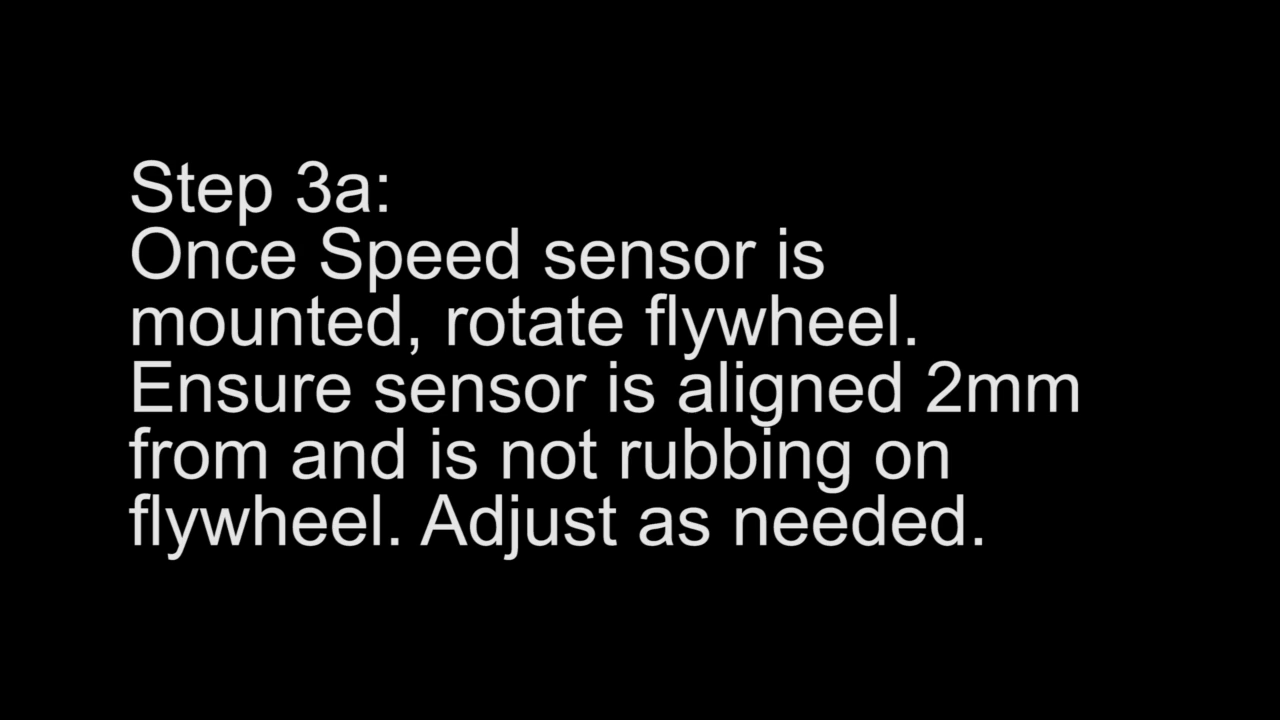 Step 3a:
Once Speed sensor is
mounted, rotate flywheel.
Ensure sensor is aligned 2mm
from and is not rubbing on
flywheel. Adjust as needed.